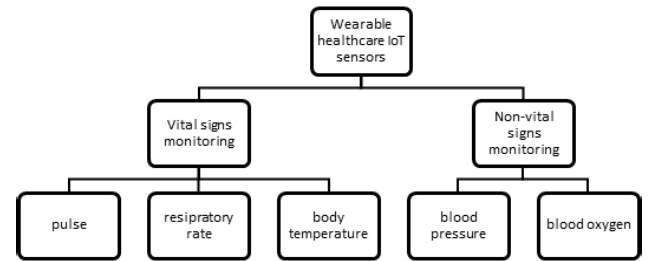 Wearable
healthcare IoT
sensors
Vital signs
monitoring
Non-vital
signs
monitoring
pulse
resipratory
rate
body
temperature
blood
pressure
blood oxygen